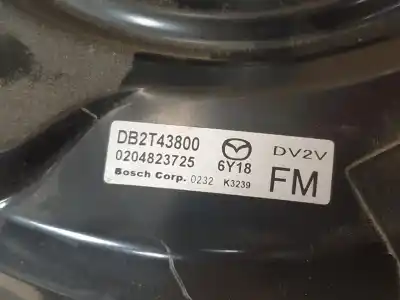 DB2T43800 DV2V
0204823725 6Y18
Bosch Corp. 0232 K3239 FM